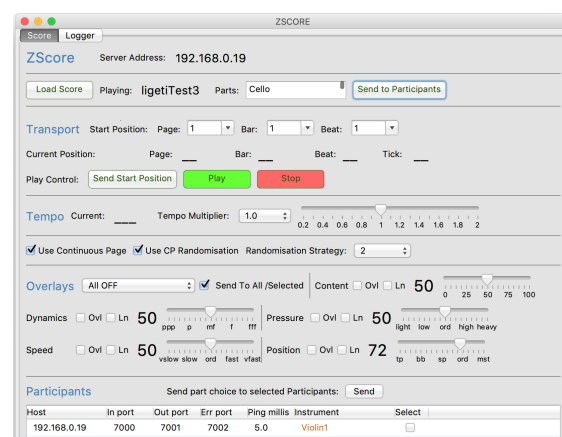 ZSCORE
Score Logger
ZScore Server Address: 192.168.0.19
Load Score Playing: ligetiTest3 Parts: Cello Send to Participants
Transport Start Position: Page: 1 Bar: 1 Beat: 1
Current Position: Page: __ Bar: __ Beat: __ Tick: __
Play Control: Send Start Position Play Stop
Tempo Current: ___ Tempo Multiplier: 1.0
0.2 0.4 0.6 0.8 1 1.2 1.4 1.6 1.8 2
Use Continuous Page Use CP Randomisation Randomisation Strategy: 2
Overlays All OFF Send To All /Selected Content Ovl Ln 50
0 25 50 75 100
Dynamics Ovl Ln 50 ppp p mf f fff Pressure Ovl Ln 50 light low ord high heavy
Speed Ovl Ln 50 vslow slow ord fast vfast Position Ovl Ln 72 tp bb sp ord mst
Participants Send part choice to selected Participants: Send
Host In port Out port Err port Ping millis Instrument Select
192.168.0.19 7000 7001 7002 5.0 Violin1